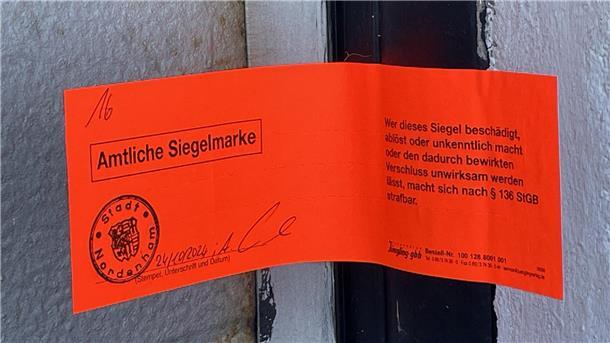 16
Amtliche Siegelmarke
Stadt
Nordenham
24/10/2024 i.A.
(Stempel, Unterschrift und Datum)
Wer dieses Siegel beschädigt,
ablöst oder unkenntlich macht
oder den dadurch bewirkten
Verschluss unwirksam werden
lässt, macht sich nach § 136 StGB
strafbar.
Jüngling gbb
Bestell-Nr. 100 128 8001 001